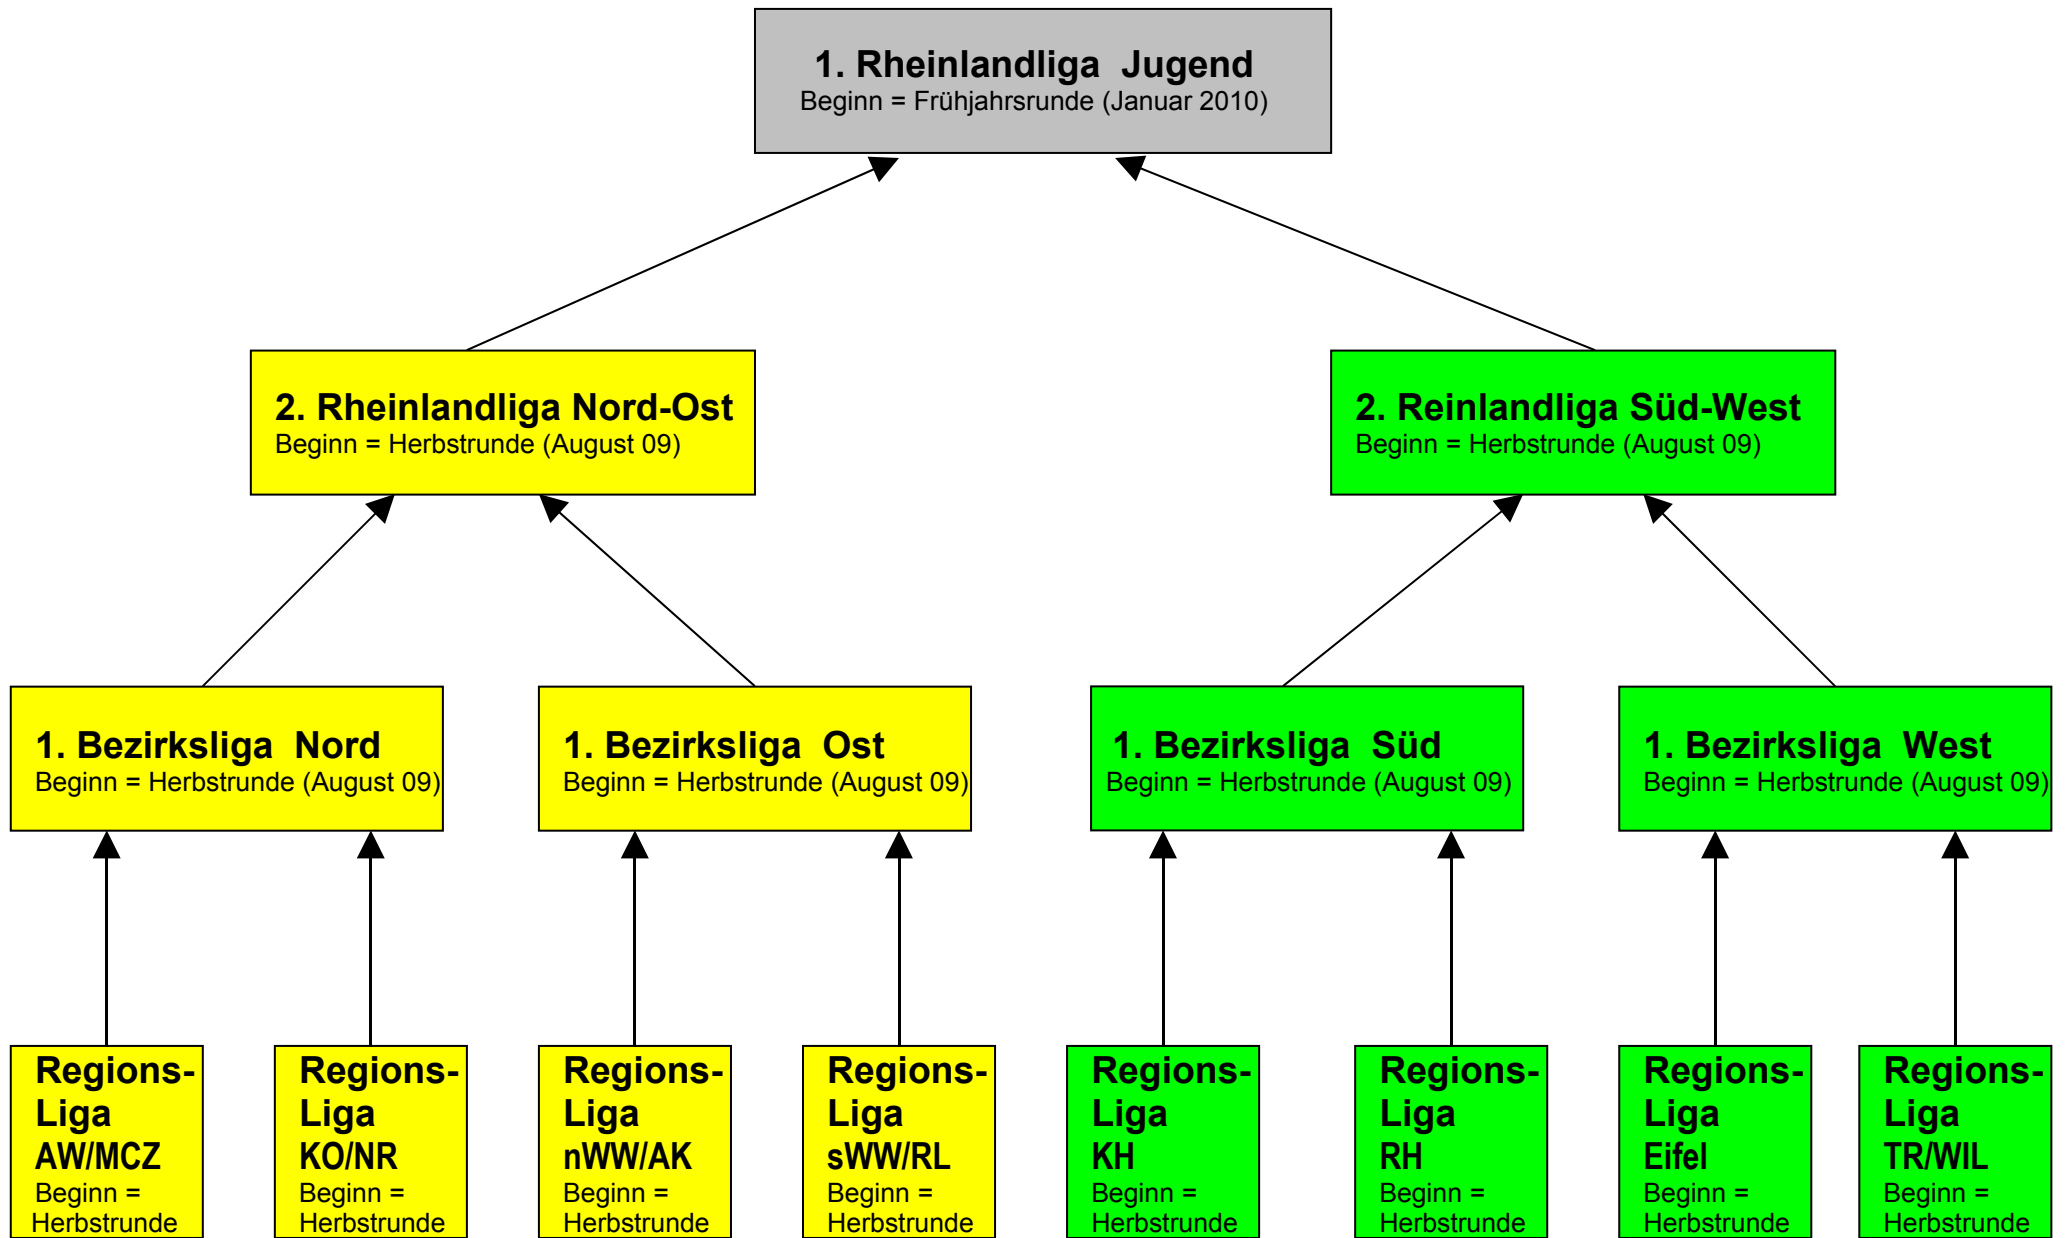 1. Rheinlandliga Jugend
Beginn = Frühjahrsrunde (Januar 2010)
2. Rheinlandliga Nord-Ost
Beginn = Herbstrunde (August 09)
2. Reinlandliga Süd-West
Beginn = Herbstrunde (August 09)
1. Bezirksliga Nord
Beginn = Herbstrunde (August 09)
1. Bezirksliga Ost
Beginn = Herbstrunde (August 09)
1. Bezirksliga Süd
Beginn = Herbstrunde (August 09)
1. Bezirksliga West
Beginn = Herbstrunde (August 09)
Regions-
Liga
AW/MCZ
Beginn =
Herbstrunde
Regions-
Liga
KO/NR
Beginn =
Herbstrunde
Regions-
Liga
nWW/AK
Beginn =
Herbstrunde
Regions-
Liga
sWW/RL
Beginn =
Herbstrunde
Regions-
Liga
KH
Beginn =
Herbstrunde
Regions-
Liga
RH
Beginn =
Herbstrunde
Regions-
Liga
Eifel
Beginn =
Herbstrunde
Regions-
Liga
TR/WIL
Beginn =
Herbstrunde